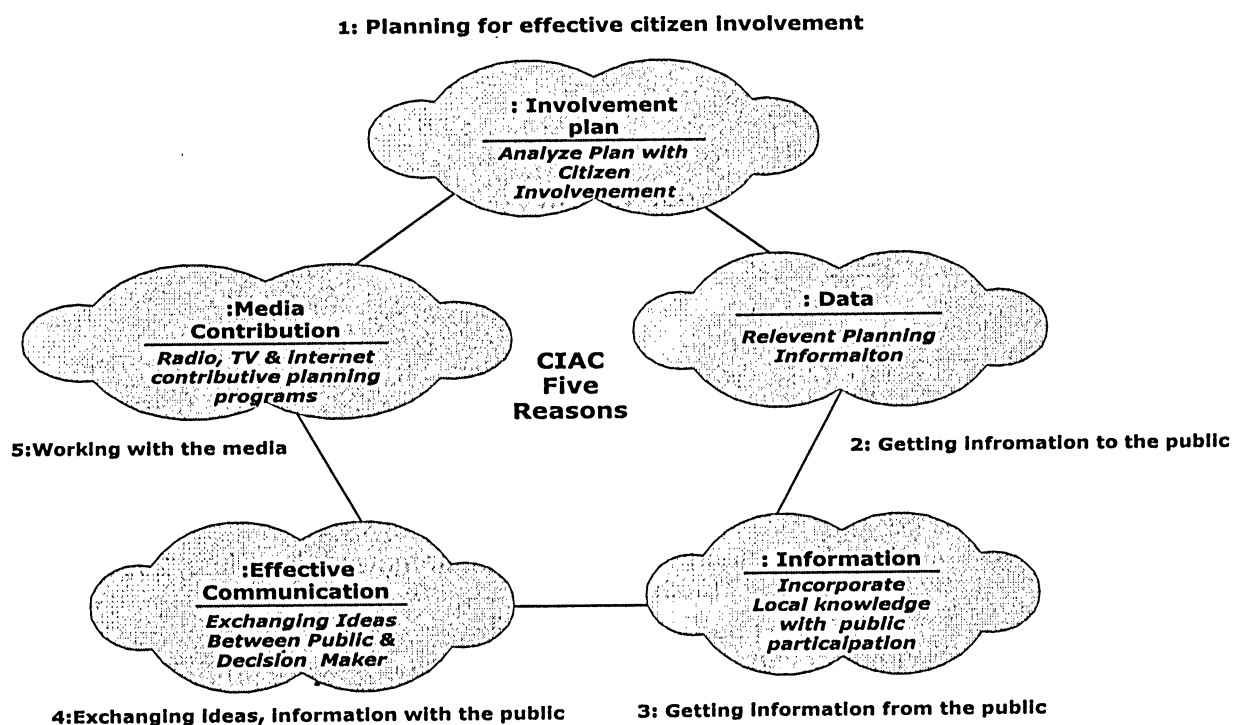 1: Planning for effective citizen involvement
: Involvement
plan
Analyze Plan with
Citizen
Involvenement
: Data
Relevent Planning
Informaiton
2: Getting infromation to the public
: Information
Incorporate
Local knowledge
with public
particalpation
3: Getting information from the public
:Effective
Communication
Exchanging Ideas
Between Public &
Decision Maker
4:Exchanging ideas, information with the public
:Media
Contribution
Radio, TV & internet
contributive planning
programs
5:Working with the media
CIAC
Five
Reasons